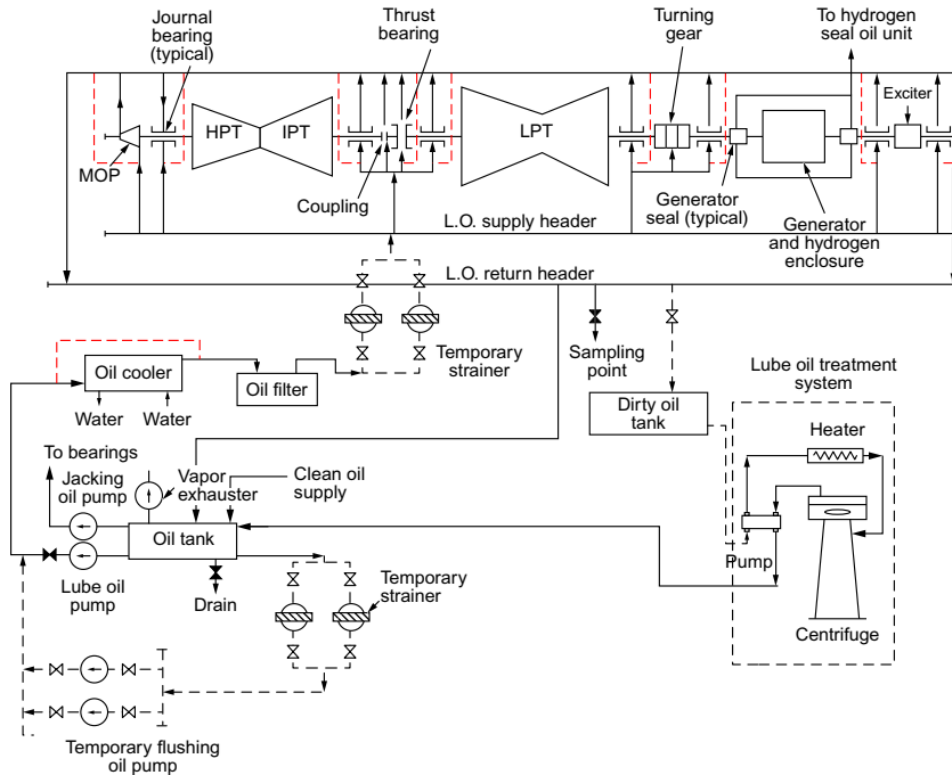 Journal
bearing
(typical)
Thrust
bearing
Turning
gear
To hydrogen
seal oil unit
HPT
IPT
LPT
Exciter
MOP
Coupling
Generator
seal (typical)
Generator
and hydrogen
enclosure
L.O. supply header
L.O. return header
Temporary
strainer
Sampling
point
Oil cooler
Oil filter
Water
Water
Dirty oil
tank
Lube oil treatment
system
Heater
To bearings
Jacking
oil pump
Vapor
exhauster
Clean oil
supply
Oil tank
Pump
Lube oil
pump
Drain
Temporary
strainer
Centrifuge
Temporary flushing
oil pump